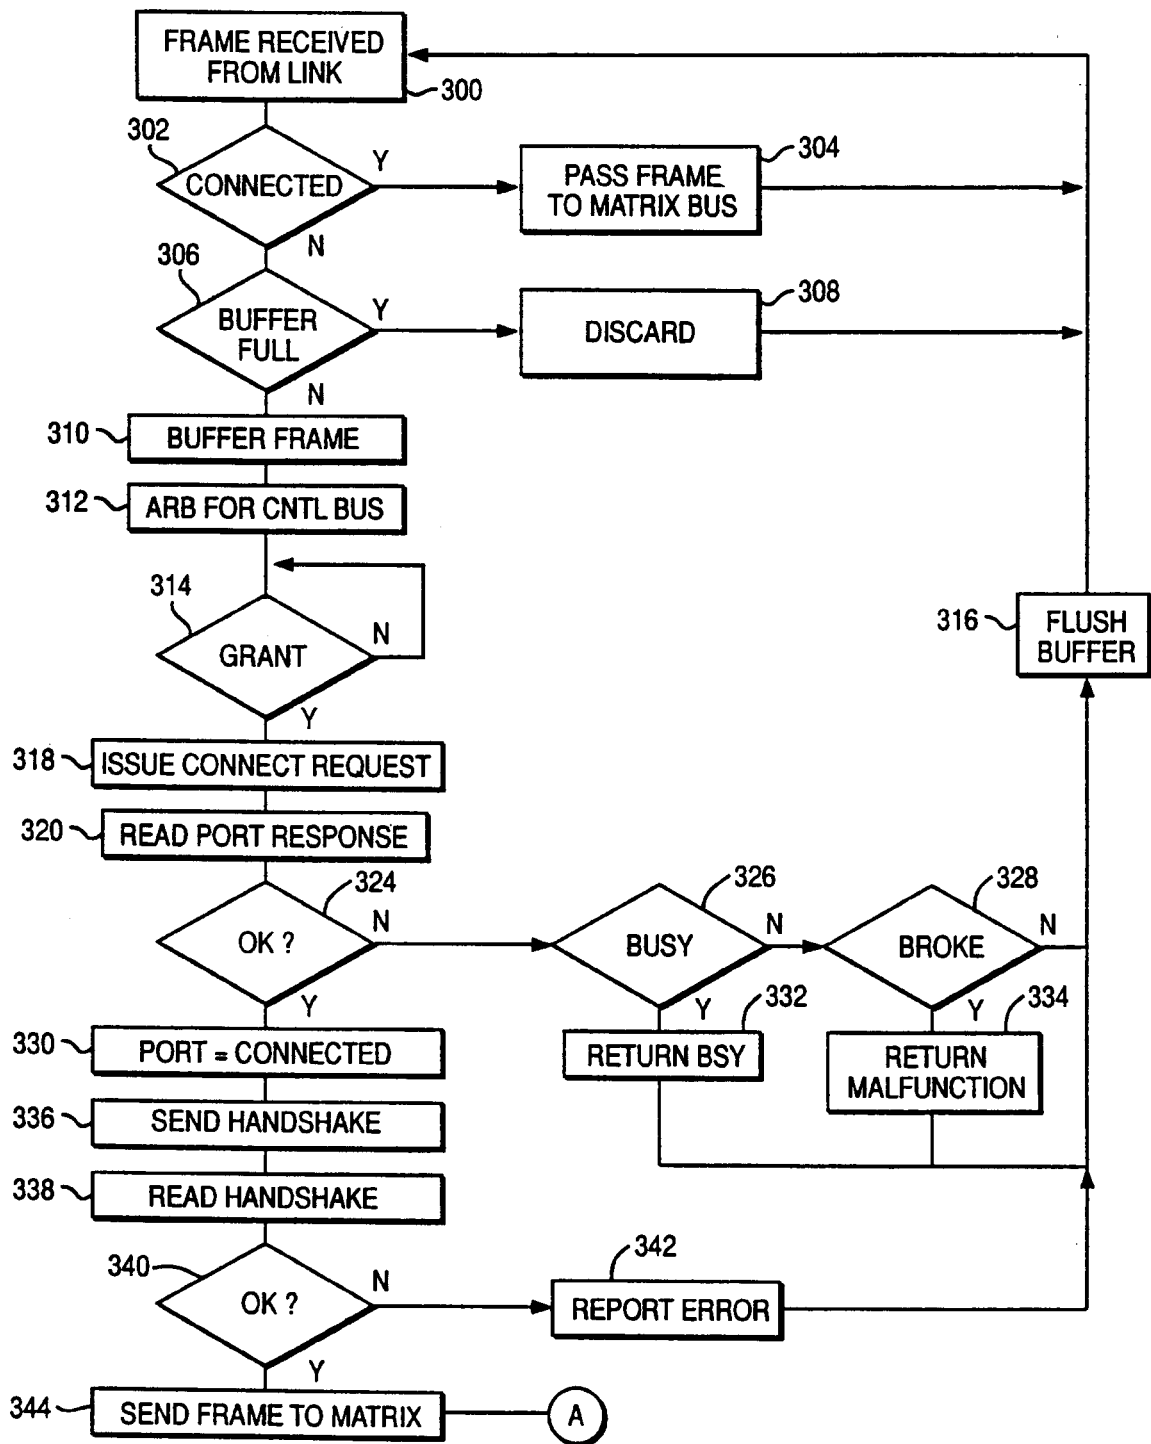 FRAME RECEIVED
FROM LINK
300
302
CONNECTED
Y
N
PASS FRAME
TO MATRIX BUS
304
306
BUFFER
FULL
Y
N
DISCARD
308
310
BUFFER FRAME
312
ARB FOR CNTL BUS
314
GRANT
N
Y
316
FLUSH
BUFFER
318
ISSUE CONNECT REQUEST
320
READ PORT RESPONSE
324
OK ?
N
Y
326
BUSY
N
Y
328
BROKE
N
Y
330
PORT = CONNECTED
332
RETURN BSY
334
RETURN
MALFUNCTION
336
SEND HANDSHAKE
338
READ HANDSHAKE
340
OK ?
N
Y
342
REPORT ERROR
344
SEND FRAME TO MATRIX
A